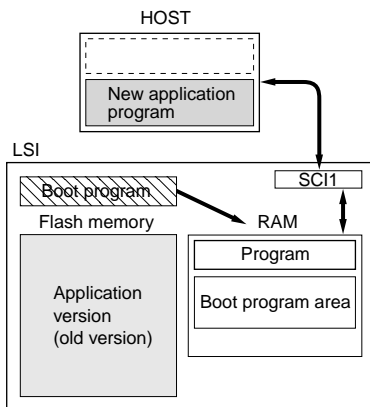 HOST
New application
program
LSI
SCI1
Boot program
Flash memory
RAM
Program
Boot program area
Application
version
(old version)